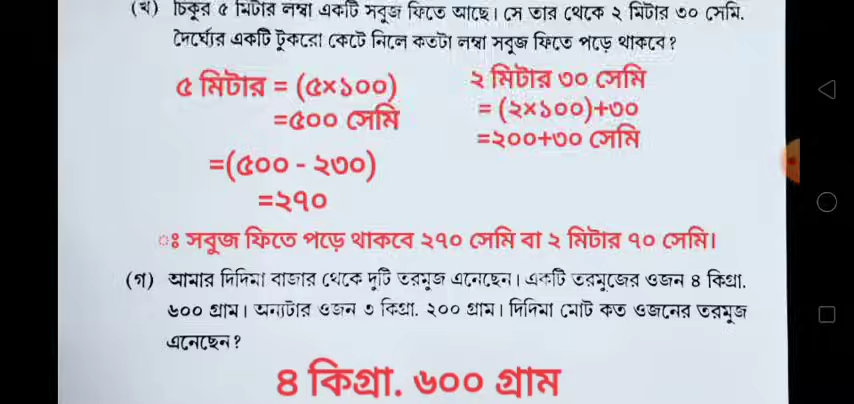 (খ) চিকুর ৫ মিটার লম্বা একটি সবুজ ফিতে আছে। সে তার থেকে ২ মিটার ৩০ সেমি.
দৈর্ঘ্যের একটি টুকরো কেটে নিলে কতটা লম্বা সবুজ ফিতে পড়ে থাকবে?
৫ মিটার = (৫×১০০)
=৫০০ সেমি
=(৫০০ - ২৩০)
=২৭০
২ মিটার ৩০ সেমি
= (২×১০০)+৩০
=২০০+৩০ সেমি
ঃ সবুজ ফিতে পড়ে থাকবে ২৭০ সেমি বা ২ মিটার ৭০ সেমি।
(গ) আমার দিদিমা বাজার থেকে দুটি তরমুজ এনেছেন। একটি তরমুজের ওজন ৪ কিগ্রা.
৬০০ গ্রাম। অন্যটার ওজন ৩ কিগ্রা. ২০০ গ্রাম। দিদিমা মোট কত ওজনের তরমুজ
এনেছেন?
৪ কিগ্রা. ৬০০ গ্রাম